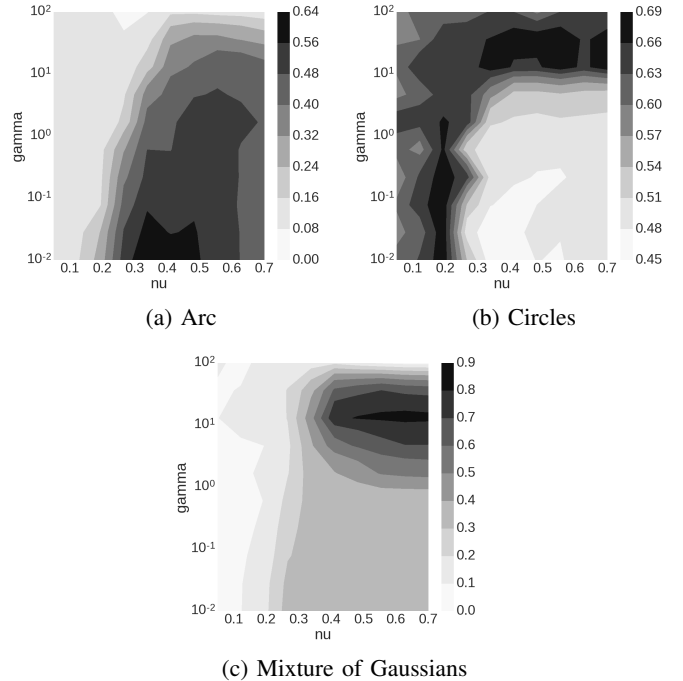 10² 0.64
0.56
10¹ 0.48
0.40
gamma 10⁰ 0.32
0.24
10⁻¹ 0.16
0.08
10⁻² 0.00
0.1 0.2 0.3 0.4 0.5 0.6 0.7
nu
(a) Arc
10² 0.69
0.66
10¹ 0.63
0.60
gamma 10⁰ 0.57
0.54
10⁻¹ 0.51
0.48
10⁻² 0.45
0.1 0.2 0.3 0.4 0.5 0.6 0.7
nu
(b) Circles
10² 0.9
0.8
0.7
10¹ 0.6
0.5
gamma 10⁰ 0.4
0.3
10⁻¹ 0.2
0.1
10⁻² 0.0
0.1 0.2 0.3 0.4 0.5 0.6 0.7
nu
(c) Mixture of Gaussians